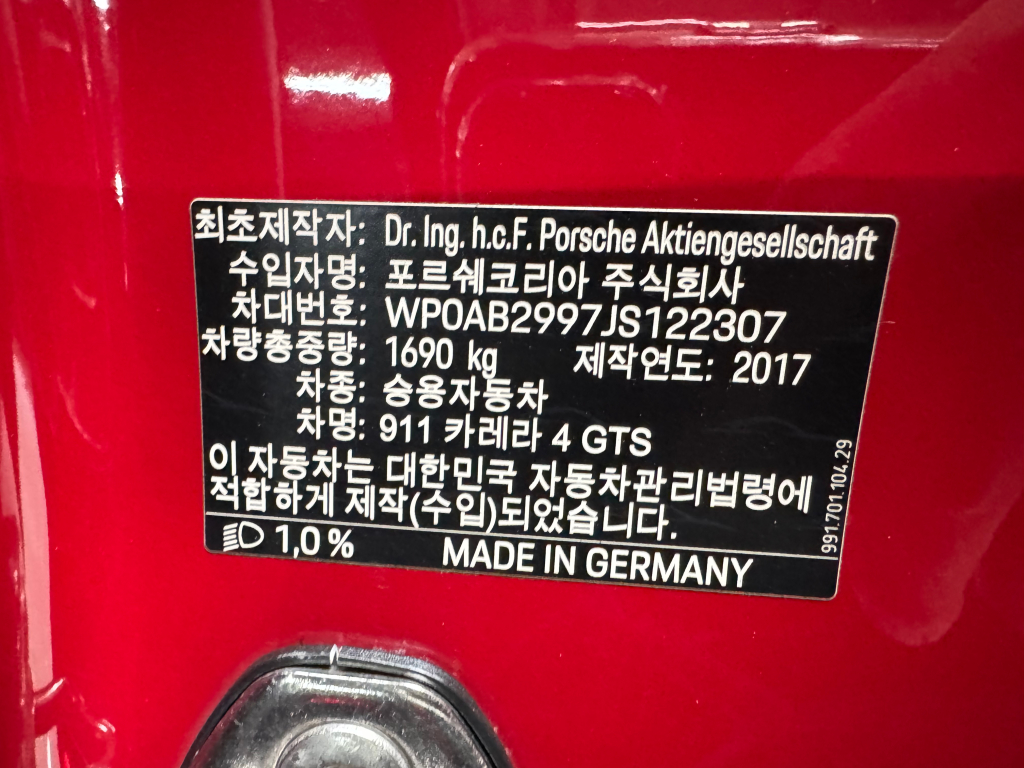 최초제작자: Dr. Ing. h.c.F. Porsche Aktiengesellschaft
수입자명: 포르쉐코리아 주식회사
차대번호: WP0AB2997JS122307
차량총중량: 1690 kg 제작연도: 2017
차종: 승용자동차
차명: 911 카레라 4 GTS
이 자동차는 대한민국 자동차관리법령에
적합하게 제작(수입)되었습니다.
1,0 % MADE IN GERMANY
991.701.104.29